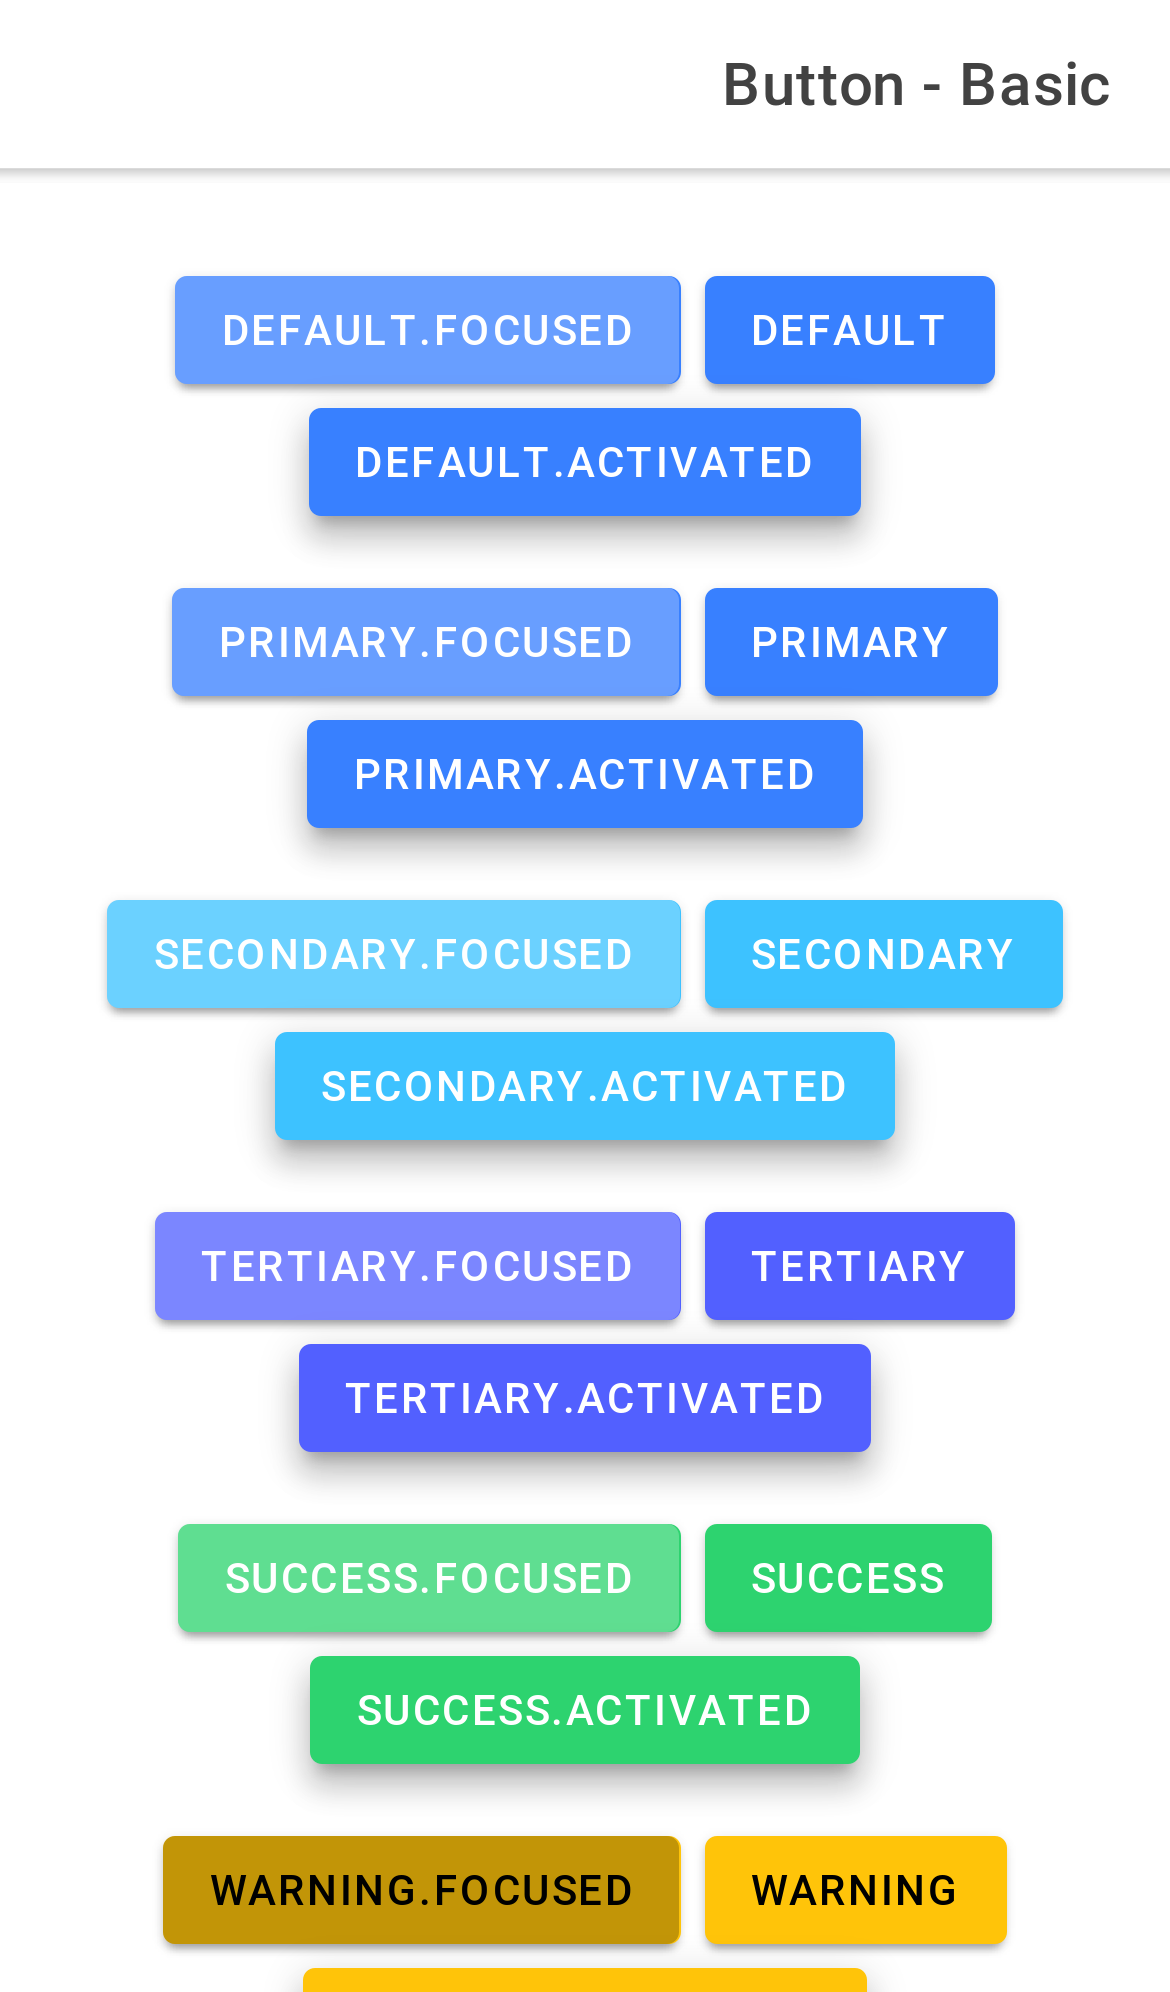 Button - Basic
DEFAULT.FOCUSED DEFAULT
DEFAULT.ACTIVATED
PRIMARY.FOCUSED PRIMARY
PRIMARY.ACTIVATED
SECONDARY.FOCUSED SECONDARY
SECONDARY.ACTIVATED
TERTIARY.FOCUSED TERTIARY
TERTIARY.ACTIVATED
SUCCESS.FOCUSED SUCCESS
SUCCESS.ACTIVATED
WARNING.FOCUSED WARNING